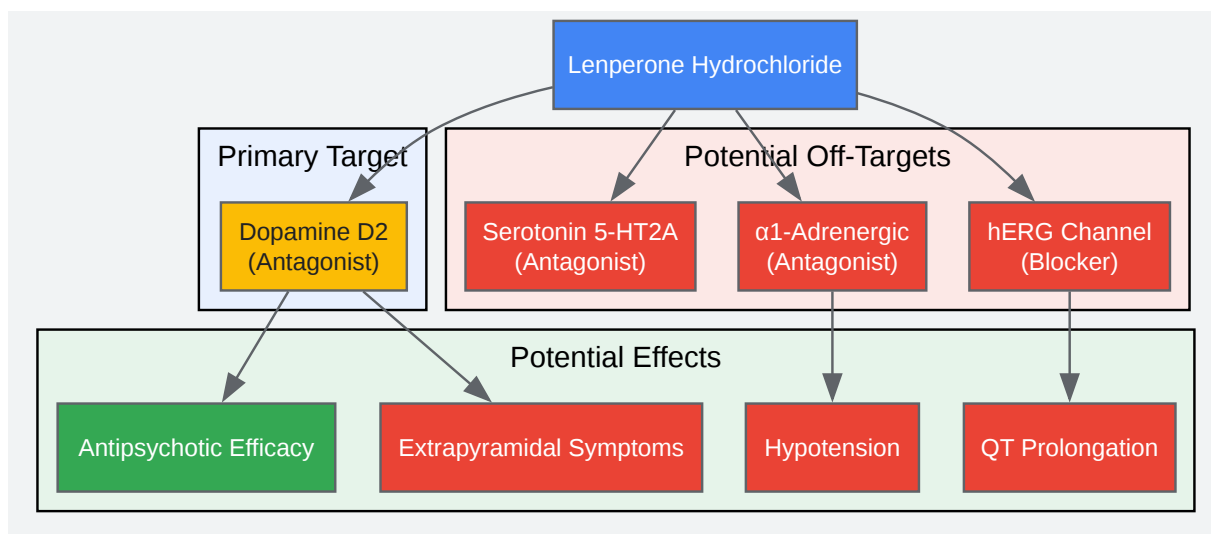 Lenperone Hydrochloride
Primary Target
Potential Off-Targets
Dopamine D2
(Antagonist)
Serotonin 5-HT2A
(Antagonist)
α1-Adrenergic
(Antagonist)
hERG Channel
(Blocker)
Potential Effects
Antipsychotic Efficacy
Extrapyramidal Symptoms
Hypotension
QT Prolongation